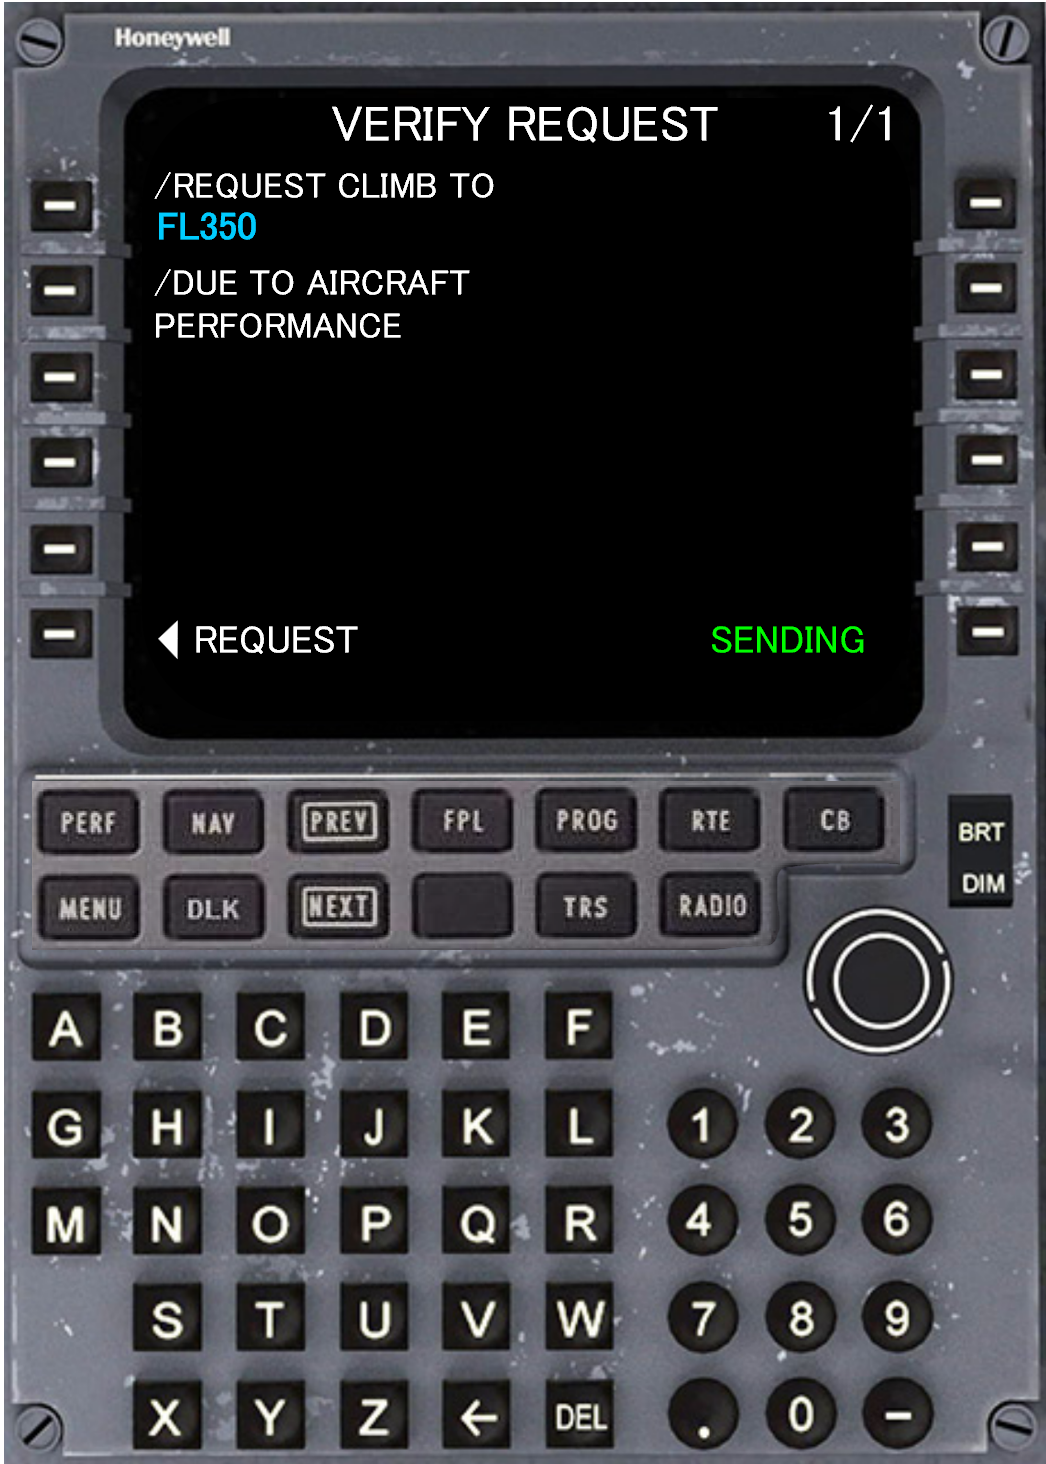 Honeywell
VERIFY REQUEST 1/1
/REQUEST CLIMB TO
FL350
/DUE TO AIRCRAFT
PERFORMANCE
REQUEST SENDING
PERF NAV PREV FPL PROG RTE CB
BRT
MENU DLK NEXT TRS RADIO
DIM
A B C D E F
G H I J K L 1 2 3
M N O P Q R 4 5 6
S T U V W 7 8 9
X Y Z ← DEL . 0 -